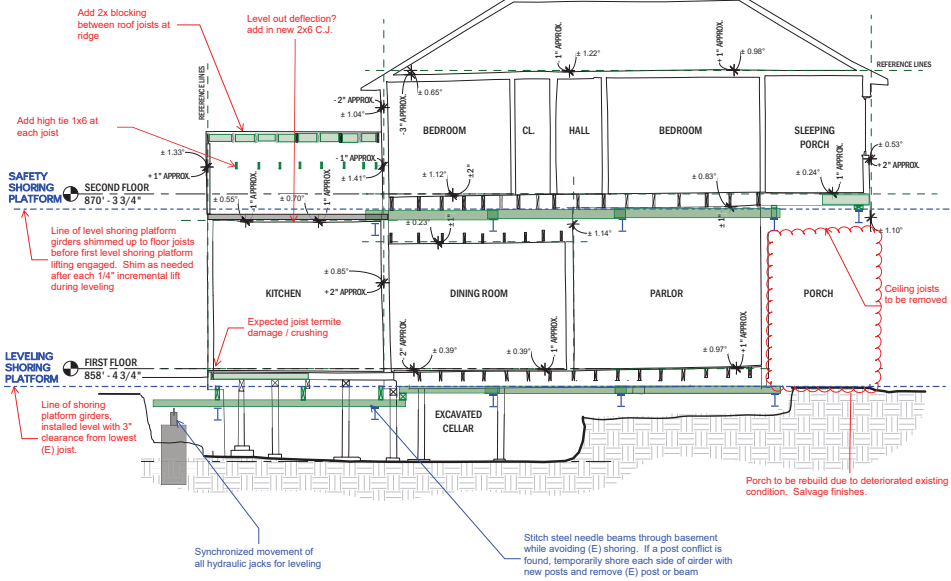 Add 2x blocking
between roof joists at
ridge
Level out deflection?
add in new 2x6 C.J.
REFERENCE LINES
Add high tie 1x6 at
each joist
± 1.33°
+ 1" APPROX.
- 2" APPROX.
± 1.04°
- 1" APPROX.
± 1.41°
-3" APPROX.
± 0.65°
- 1" APPROX.
± 1.22°
+ 1" APPROX.
± 0.98°
REFERENCE LINES
BEDROOM
CL.
HALL
BEDROOM
SLEEPING
PORCH
± 0.53°
+ 2" APPROX.
± 1.12°
±2"
± 0.83°
± 0.24°
- 1" APPROX.
SAFETY
SHORING
PLATFORM
SECOND FLOOR
870' - 3 3/4"
± 0.55°
-1" APPROX.
± 0.70°
-1" APPROX.
± 0.23°
± 1"
± 1.14°
± 1"
± 1.10°
Line of level shoring platform
girders shimmed up to floor joists
before first level shoring platform
lifting engaged. Shim as needed
after each 1/4" incremental lift
during leveling
± 0.85°
+ 2" APPROX.
KITCHEN
DINING ROOM
PARLOR
PORCH
Ceiling joists
to be removed
Expected joist termite
damage / crushing
2" APPROX.
± 0.39°
± 0.39°
1" APPROX.
± 0.97°
+ 1" APPROX.
LEVELING
SHORING
PLATFORM
FIRST FLOOR
858' - 4 3/4"
Line of shoring
platform girders,
installed level with 3"
clearance from lowest
(E) joist.
EXCAVATED
CELLAR
Porch to be rebuild due to deteriorated existing
condition. Salvage finishes.
Synchronized movement of
all hydraulic jacks for leveling
Stitch steel needle beams through basement
while avoiding (E) shoring. If a post conflict is
found, temporarily shore each side of girder with
new posts and remove (E) post or beam